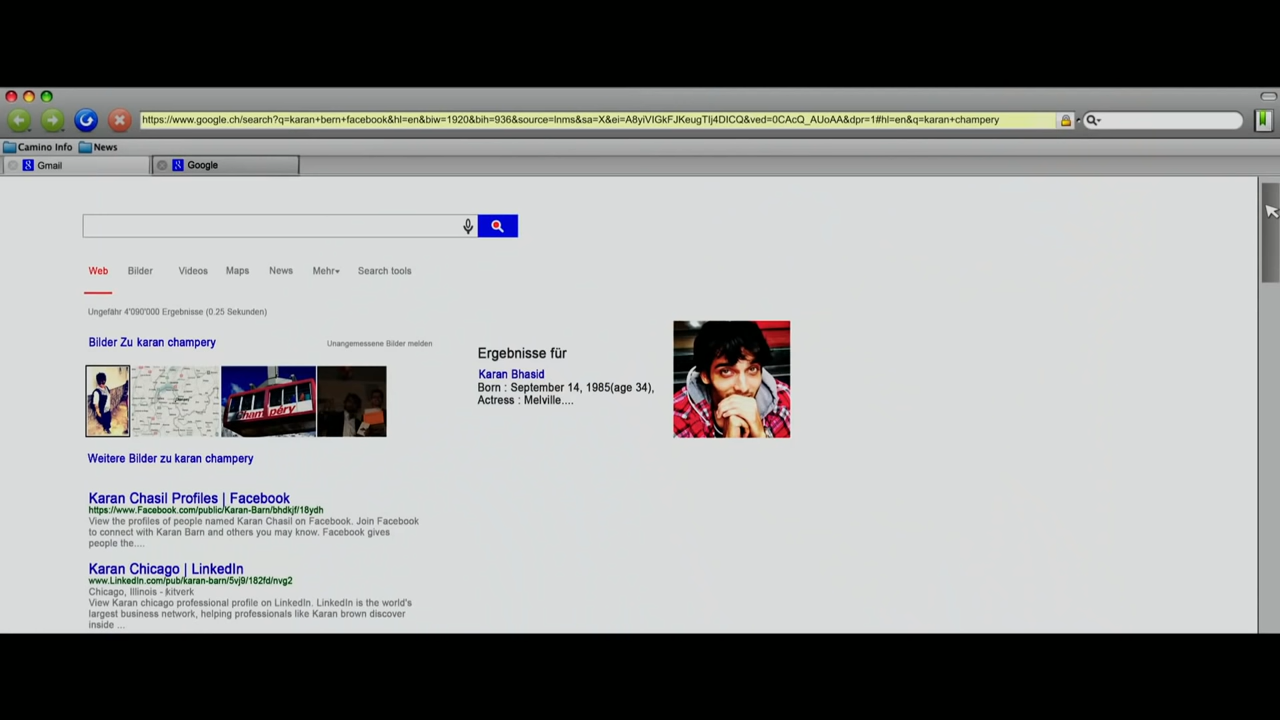 https://www.google.ch/search?q=karan+bern+facebook&hl=en&biw=1920&bih=936&source=lnms&sa=X&ei=A8yiVIGkFJKeugTIj4DICQ&ved=0CAcQ_AUoAA&dpr=1#hl=en&q=karan+champery
Camino Info News
Gmail Google
Web Bilder Videos Maps News Mehr Search tools
Ungefähr 4'090'000 Ergebnisse (0.25 Sekunden)
Bilder Zu karan champery Unangemessene Bilder melden
Weitere Bilder zu karan champery
Karan Chasil Profiles | Facebook
https://www.Facebook.com/public/Karan-Barn/bhdkjf/18ydh
View the profiles of people named Karan Chasil on Facebook. Join Facebook
to connect with Karan Barn and others you may know. Facebook gives
people the....
Karan Chicago | LinkedIn
www.LinkedIn.com/pub/karan-barn/5vj9/182fd/nvg2
Chicago, Illinois - kitverk
View Karan chicago professional profile on LinkedIn. LinkedIn is the world's
largest business network, helping professionals like Karan brown discover
inside ...
Ergebnisse für
Karan Bhasid
Born : September 14, 1985(age 34),
Actress : Melville....